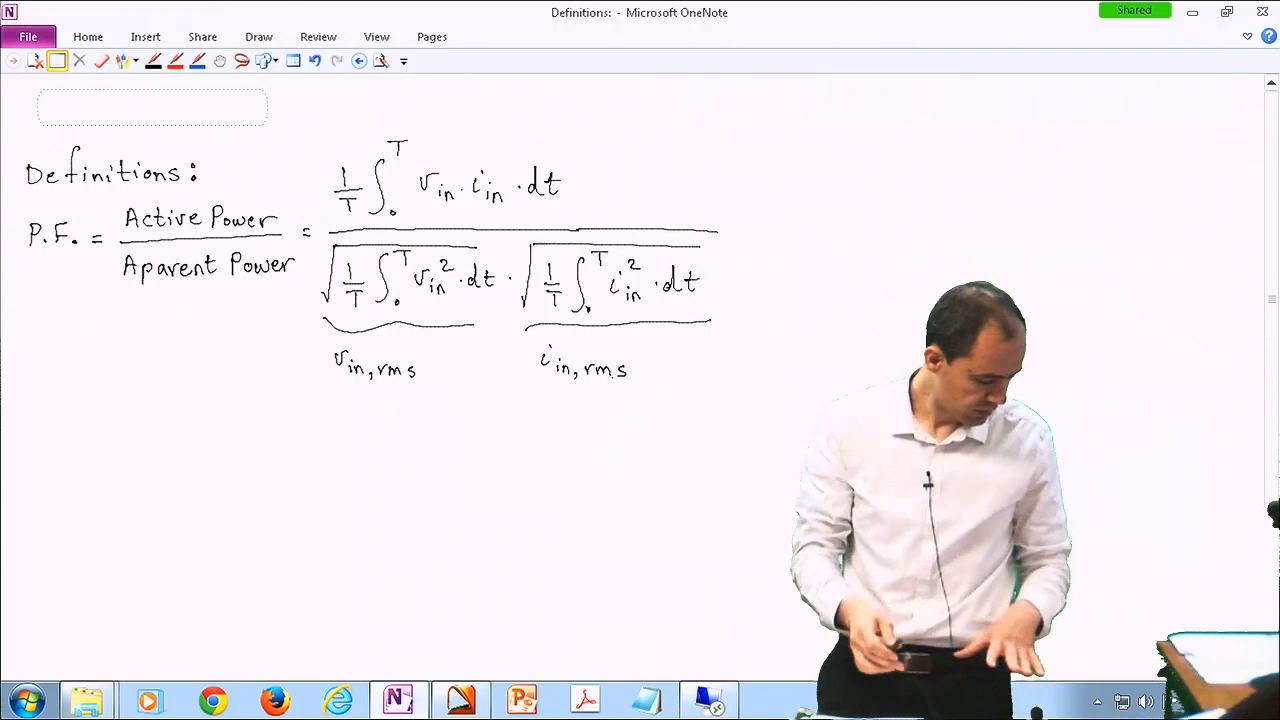 Definitions: - Microsoft OneNote
Shared
File Home Insert Share Draw Review View Pages
Definitions:
P.F. = Active Power / Aparent Power = 1/T ∫₀ᵀ v_in · i_in · dt / √(1/T ∫₀ᵀ v_in² · dt) · √(1/T ∫₀ᵀ i_in² · dt)
v_in,rms i_in,rms